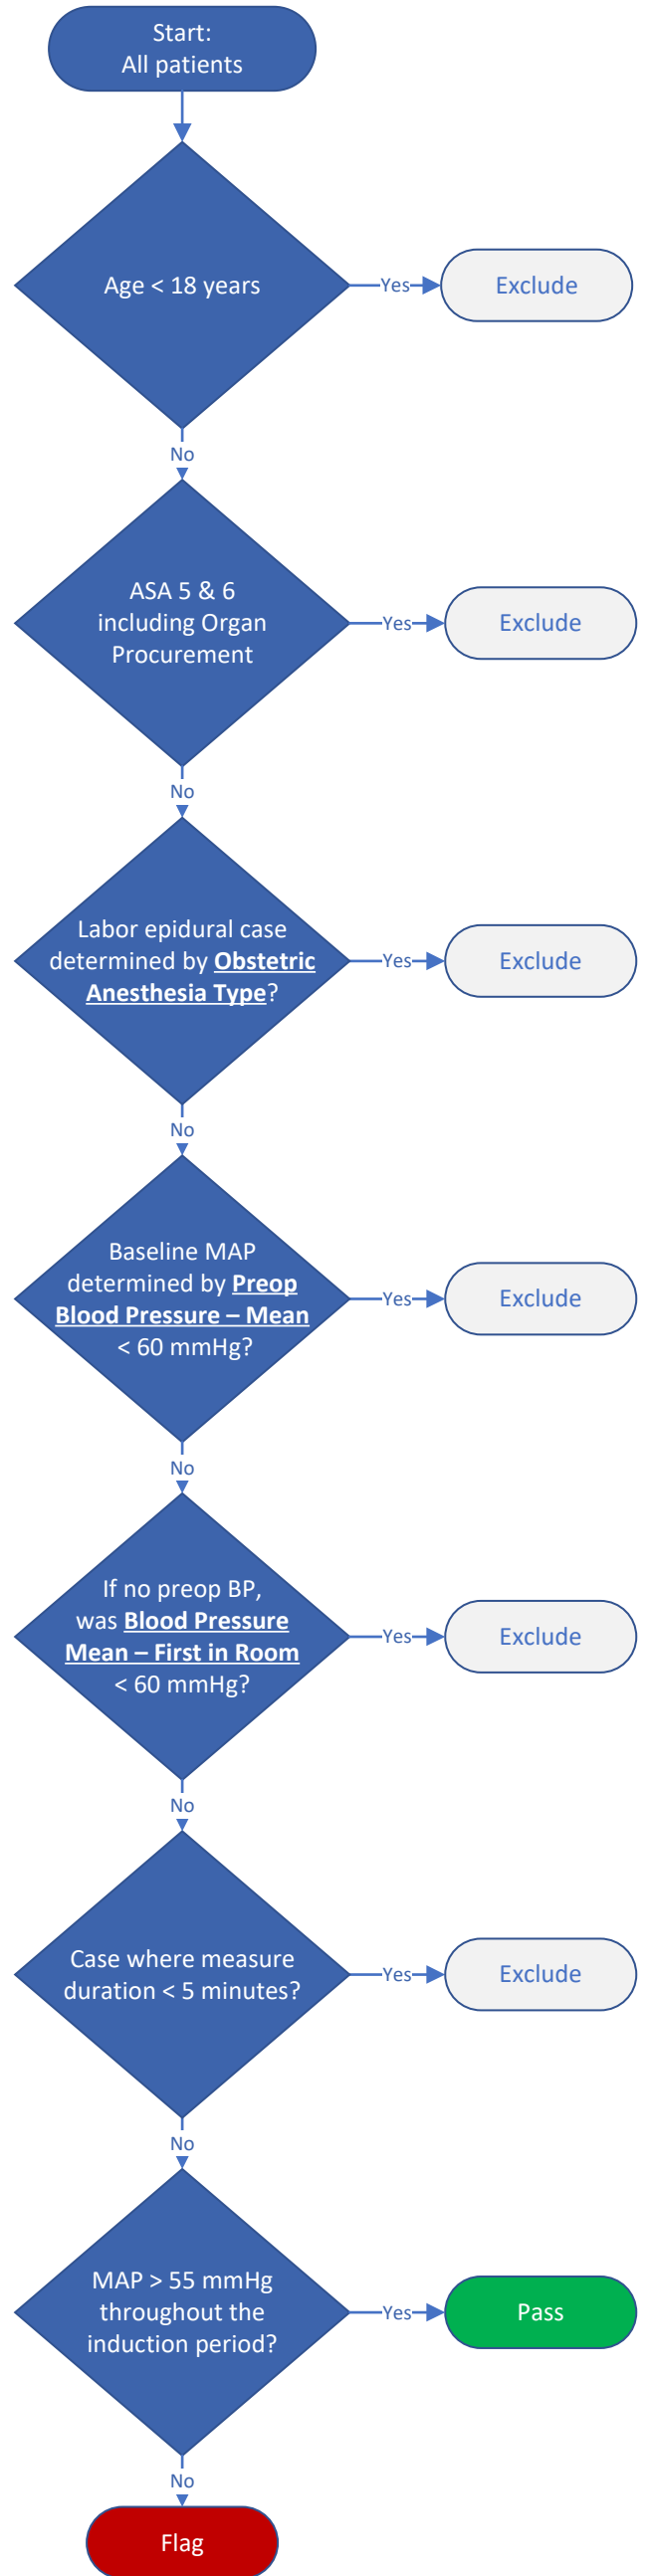 Start:
All patients
Age < 18 years
Yes
Exclude
No
ASA 5 & 6
including Organ
Procurement
Yes
Exclude
No
Labor epidural case
determined by Obstetric
Anesthesia Type?
Yes
Exclude
No
Baseline MAP
determined by Preop
Blood Pressure – Mean
< 60 mmHg?
Yes
Exclude
No
If no preop BP,
was Blood Pressure
Mean – First in Room
< 60 mmHg?
Yes
Exclude
No
Case where measure
duration < 5 minutes?
Yes
Exclude
No
MAP > 55 mmHg
throughout the
induction period?
Yes
Pass
No
Flag